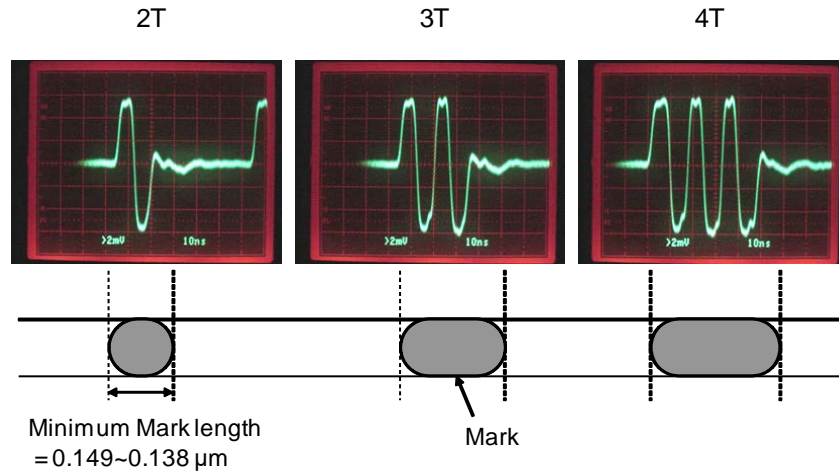 2T
3T
4T
>2mV 10ns
>2mV 10ns
>2mV 10ns
Minimum Mark length
=0.149~0.138 μm
Mark